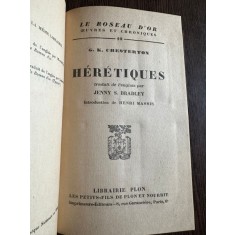 LE ROSEAU D'OR
ŒUVRES ET CHRONIQUES
G. K. CHESTERTON
HÉRÉTIQUES
traduit de l'anglais par
JENNY S. BRADLEY
Introduction de HENRI MASSIS
LIBRAIRIE PLON
LES PETITS-FILS DE PLON ET NOURRIT